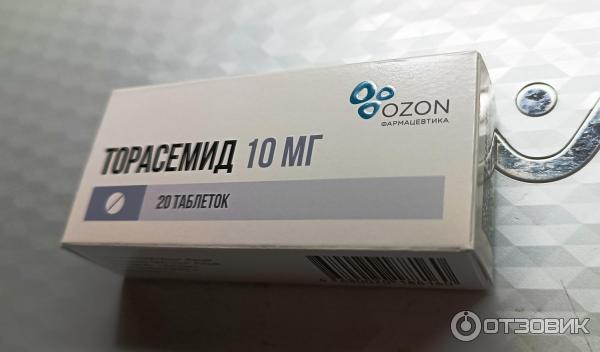 OZON
ФАРМАЦЕВТИКА
ТОРАСЕМИД 10 МГ
20 ТАБЛЕТОК
ОТЗОВИК